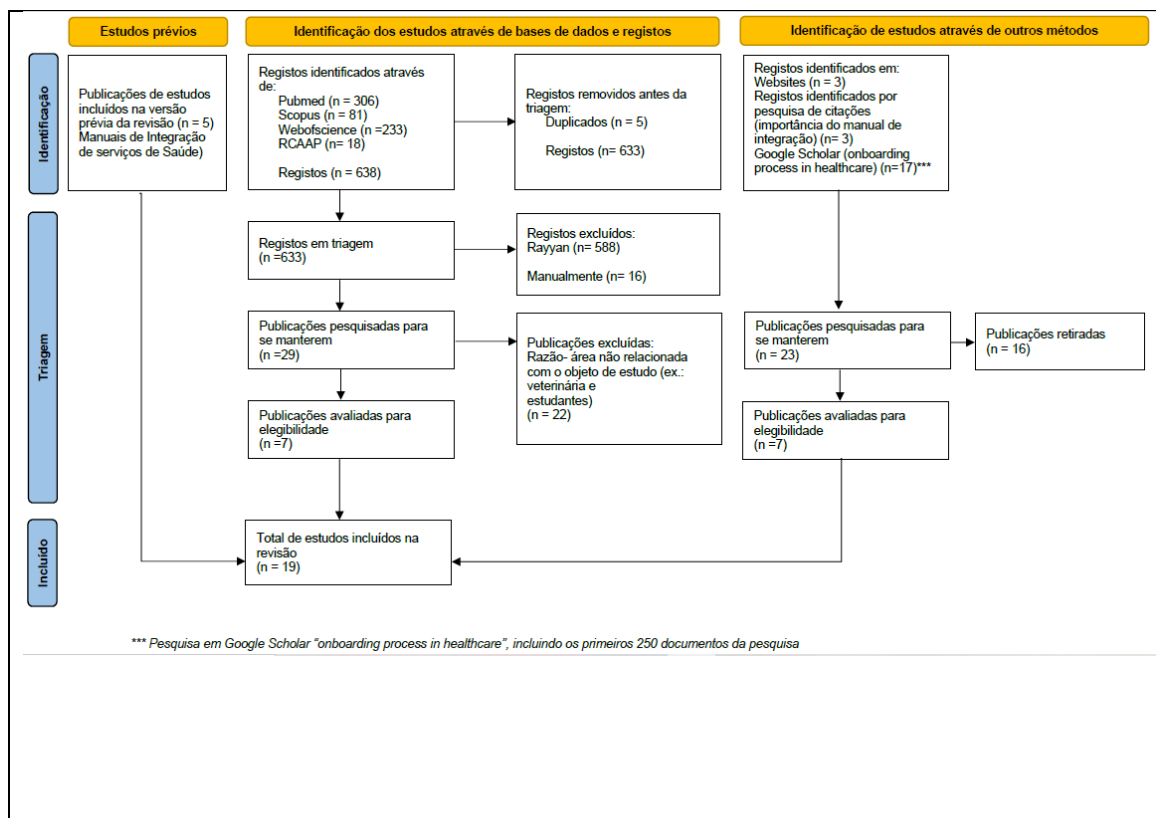 Estudos prévios
Identificação dos estudos através de bases de dados e registos
Identificação de estudos através de outros métodos
Identificação
Publicações de estudos
incluídos na versão
prévia da revisão (n = 5)
Manuais de Integração
de serviços de Saúde)
Registos identificados através
de:
Pubmed (n = 306)
Scopus (n = 81)
Webofscience (n =233)
RCAAP (n= 18)
Registos (n = 638)
Registos removidos antes da
triagem:
Duplicados (n = 5)
Registos (n = 633)
Registos identificados em:
Websites (n = 3)
Registos identificados por
pesquisa de citações
(importância do manual de
integração) (n= 3)
Google Scholar (onboarding
process in healthcare) (n=17)***
Triagem
Registos em triagem
(n =633)
Registos excluídos:
Rayyan (n= 588)
Manualmente (n= 16)
Publicações pesquisadas para
se manterem
(n =29)
Publicações excluídas:
Razão- área não relacionada
com o objeto de estudo (ex.:
veterinária e
estudantes)
(n = 22)
Publicações pesquisadas para
se manterem
(n = 23)
Publicações retiradas
(n = 16)
Publicações avaliadas para
elegibilidade
(n =7)
Publicações avaliadas para
elegibilidade
(n =7)
Incluído
Total de estudos incluídos na
revisão
(n = 19)
*** Pesquisa em Google Scholar “onboarding process in healthcare”, incluindo os primeiros 250 documentos da pesquisa